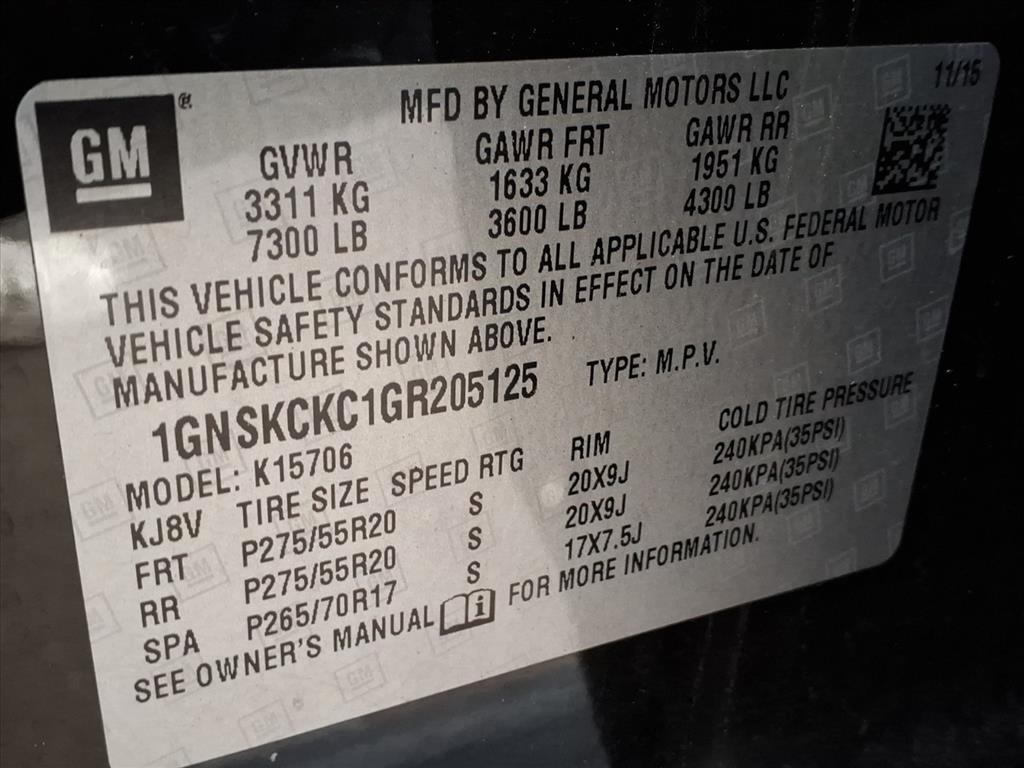 GM
MFD BY GENERAL MOTORS LLC 11/15
GVWR GAWR FRT GAWR RR
3311 KG 1633 KG 1951 KG
7300 LB 3600 LB 4300 LB
THIS VEHICLE CONFORMS TO ALL APPLICABLE U.S. FEDERAL MOTOR
VEHICLE SAFETY STANDARDS IN EFFECT ON THE DATE OF
MANUFACTURE SHOWN ABOVE.
1GNSKCKC1GR205125 TYPE: M.P.V.
MODEL: K15706
KJ8V TIRE SIZE SPEED RTG RIM COLD TIRE PRESSURE
FRT P275/55R20 S 20X9J 240KPA(35PSI)
RR P275/55R20 S 20X9J 240KPA(35PSI)
SPA P265/70R17 S 17X7.5J 240KPA(35PSI)
SEE OWNER'S MANUAL FOR MORE INFORMATION.